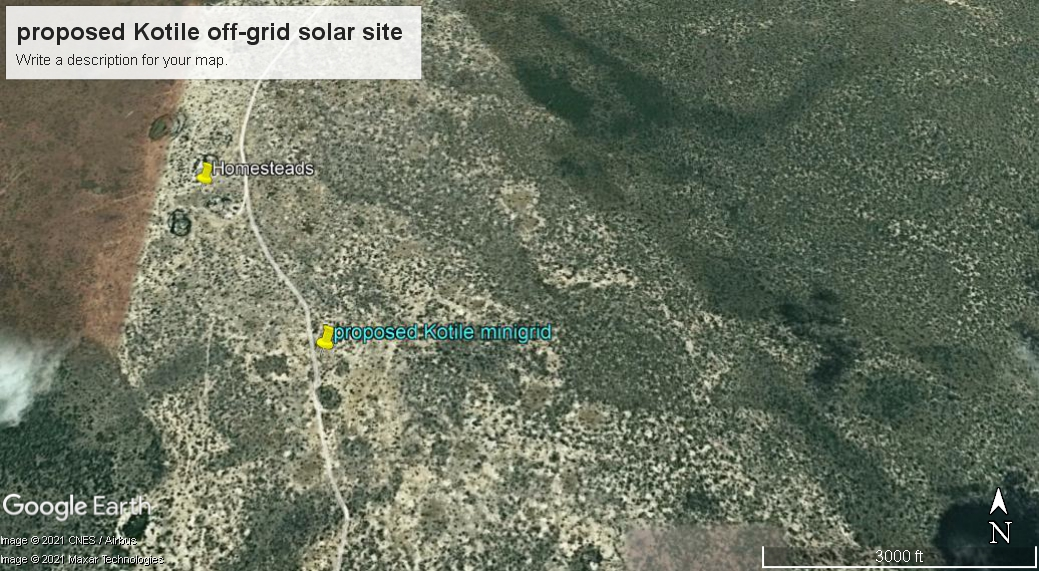 proposed Kotile off-grid solar site
Write a description for your map.
Homesteads
proposed Kotile minigrid
Google Earth
Image © 2021 CNES / Airbus
Image © 2021 Maxar Technologies
N
3000 ft